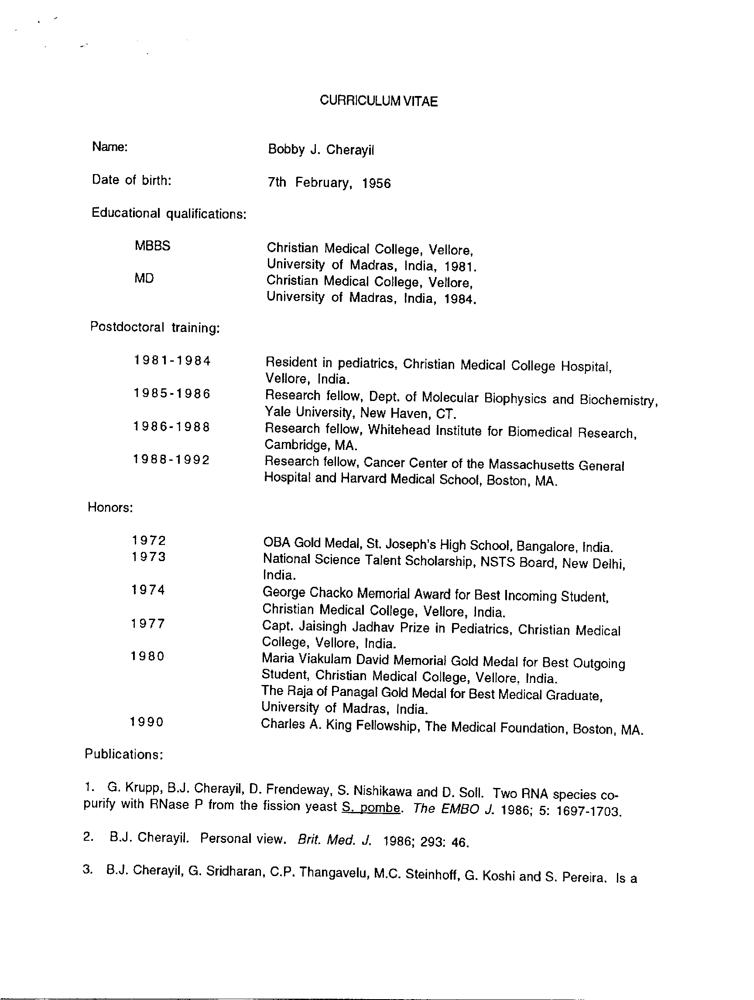 CURRICULUM VITAE
Name: Bobby J. Cherayil
Date of birth: 7th February, 1956
Educational qualifications:
MBBS Christian Medical College, Vellore,
University of Madras, India, 1981.
MD Christian Medical College, Vellore,
University of Madras, India, 1984.
Postdoctoral training:
1981-1984 Resident in pediatrics, Christian Medical College Hospital,
Vellore, India.
1985-1986 Research fellow, Dept. of Molecular Biophysics and Biochemistry,
Yale University, New Haven, CT.
1986-1988 Research fellow, Whitehead Institute for Biomedical Research,
Cambridge, MA.
1988-1992 Research fellow, Cancer Center of the Massachusetts General
Hospital and Harvard Medical School, Boston, MA.
Honors:
1972 OBA Gold Medal, St. Joseph's High School, Bangalore, India.
1973 National Science Talent Scholarship, NSTS Board, New Delhi,
India.
1974 George Chacko Memorial Award for Best Incoming Student,
Christian Medical College, Vellore, India.
1977 Capt. Jaisingh Jadhav Prize in Pediatrics, Christian Medical
College, Vellore, India.
1980 Maria Viakulam David Memorial Gold Medal for Best Outgoing
Student, Christian Medical College, Vellore, India.
The Raja of Panagal Gold Medal for Best Medical Graduate,
University of Madras, India.
1990 Charles A. King Fellowship, The Medical Foundation, Boston, MA.
Publications:
1. G. Krupp, B.J. Cherayil, D. Frendeway, S. Nishikawa and D. Soll. Two RNA species co-
purify with RNase P from the fission yeast S. pombe. The EMBO J. 1986; 5: 1697-1703.
2. B.J. Cherayil. Personal view. Brit. Med. J. 1986; 293: 46.
3. B.J. Cherayil, G. Sridharan, C.P. Thangavelu, M.C. Steinhoff, G. Koshi and S. Pereira. Is a